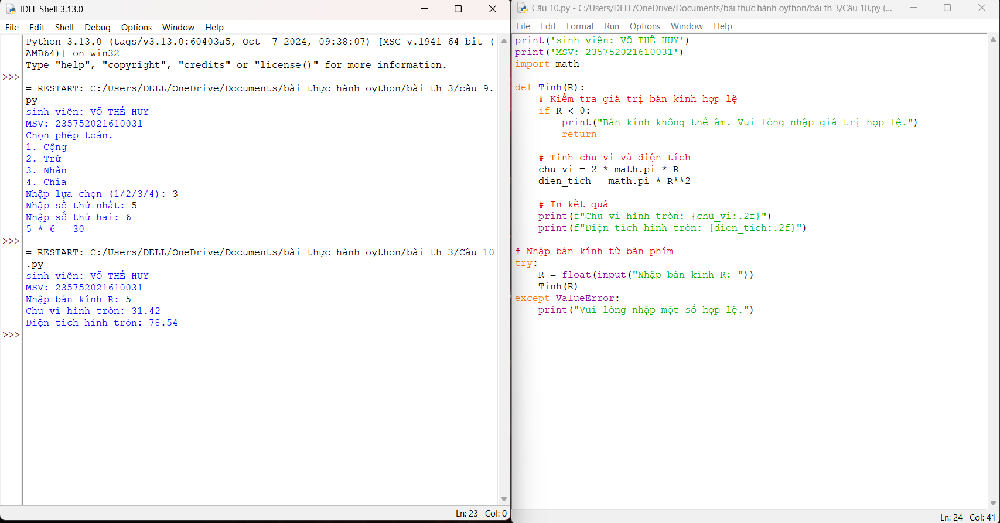 IDLE Shell 3.13.0
File Edit Shell Debug Options Window Help
Python 3.13.0 (tags/v3.13.0:60403a5, Oct  7 2024, 09:38:07) [MSC v.1941 64 bit (
AMD64)] on win32
Type "help", "copyright", "credits" or "license()" for more information.
>>>
= RESTART: C:/Users/DELL/OneDrive/Documents/bài thực hành oython/bài th 3/câu 9.
py
sinh viên: VÕ THẾ HUY
MSV: 235752021610031
Chọn phép toán.
1. Cộng
2. Trừ
3. Nhân
4. Chia
Nhập lựa chọn (1/2/3/4): 3
Nhập số thứ nhất: 5
Nhập số thứ hai: 6
5 * 6 = 30
>>>
= RESTART: C:/Users/DELL/OneDrive/Documents/bài thực hành oython/bài th 3/Câu 10
.py
sinh viên: VÕ THẾ HUY
MSV: 235752021610031
Nhập bán kính R: 5
Chu vi hình tròn: 31.42
Diện tích hình tròn: 78.54
>>>
Ln: 23 Col: 0
Câu 10.py - C:/Users/DELL/OneDrive/Documents/bài thực hành oython/bài th 3/Câu 10.py (...
File Edit Format Run Options Window Help
print('sinh viên: VÕ THẾ HUY')
print('MSV: 235752021610031')
import math
def Tinh(R):
    # Kiểm tra giá trị bán kính hợp lệ
    if R < 0:
        print("Bán kính không thể âm. Vui lòng nhập giá trị hợp lệ.")
        return
    # Tính chu vi và diện tích
    chu_vi = 2 * math.pi * R
    dien_tich = math.pi * R**2
    # In kết quả
    print(f"Chu vi hình tròn: {chu_vi:.2f}")
    print(f"Diện tích hình tròn: {dien_tich:.2f}")
# Nhập bán kính từ bàn phím
try:
    R = float(input("Nhập bán kính R: "))
    Tinh(R)
except ValueError:
    print("Vui lòng nhập một số hợp lệ.")
Ln: 24 Col: 41